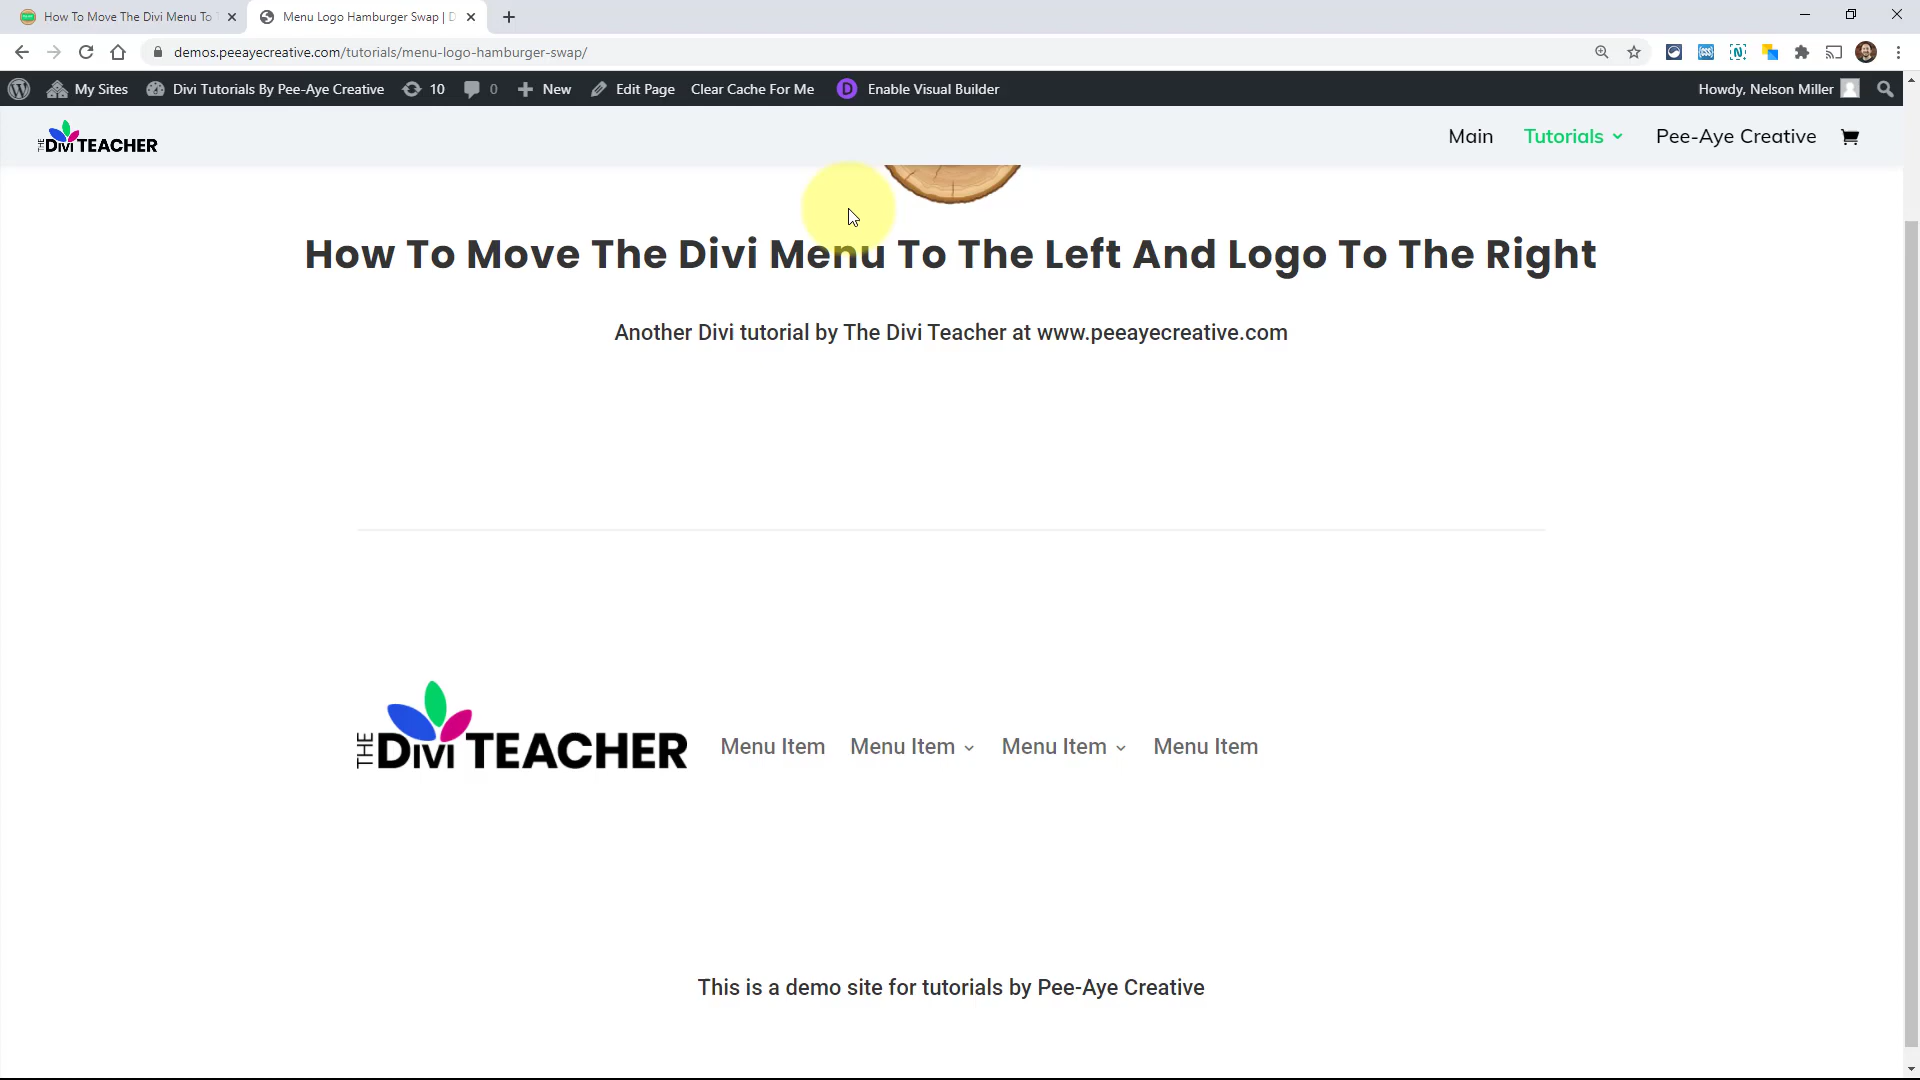 How To Move The Divi Menu To
Menu Logo Hamburger Swap | D
demos.peeayecreative.com/tutorials/menu-logo-hamburger-swap/
My Sites Divi Tutorials By Pee-Aye Creative 10 0 New Edit Page Clear Cache For Me D Enable Visual Builder Howdy, Nelson Miller
THE DIVI TEACHER Main Tutorials Pee-Aye Creative
How To Move The Divi Menu To The Left And Logo To The Right
Another Divi tutorial by The Divi Teacher at www.peeayecreative.com
THE DIVI TEACHER Menu Item Menu Item Menu Item Menu Item
This is a demo site for tutorials by Pee-Aye Creative